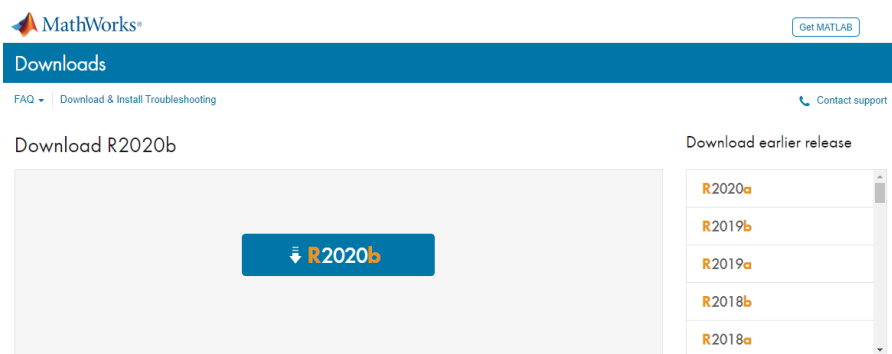 MathWorks®
Get MATLAB
Downloads
FAQ
Download & Install Troubleshooting
Contact support
Download R2020b
R2020b
Download earlier release
R2020a
R2019b
R2019a
R2018b
R2018a